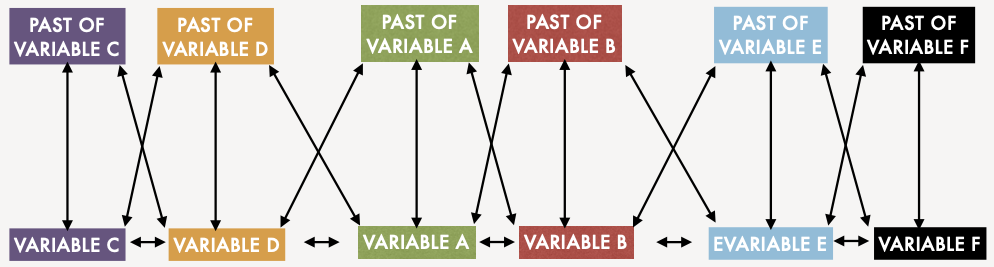 PAST OF
VARIABLE C
PAST OF
VARIABLE D
PAST OF
VARIABLE A
PAST OF
VARIABLE B
PAST OF
VARIABLE E
PAST OF
VARIABLE F
VARIABLE C
VARIABLE D
VARIABLE A
VARIABLE B
EVARIABLE E
VARIABLE F